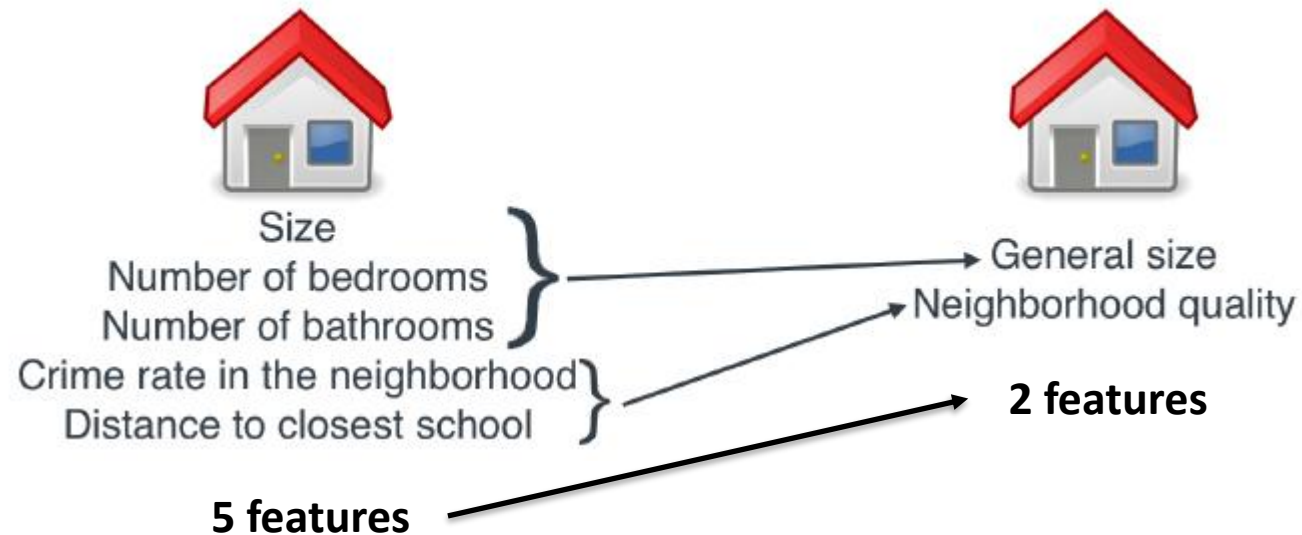 Size
Number of bedrooms
Number of bathrooms
Crime rate in the neighborhood
Distance to closest school
5 features
General size
Neighborhood quality
2 features